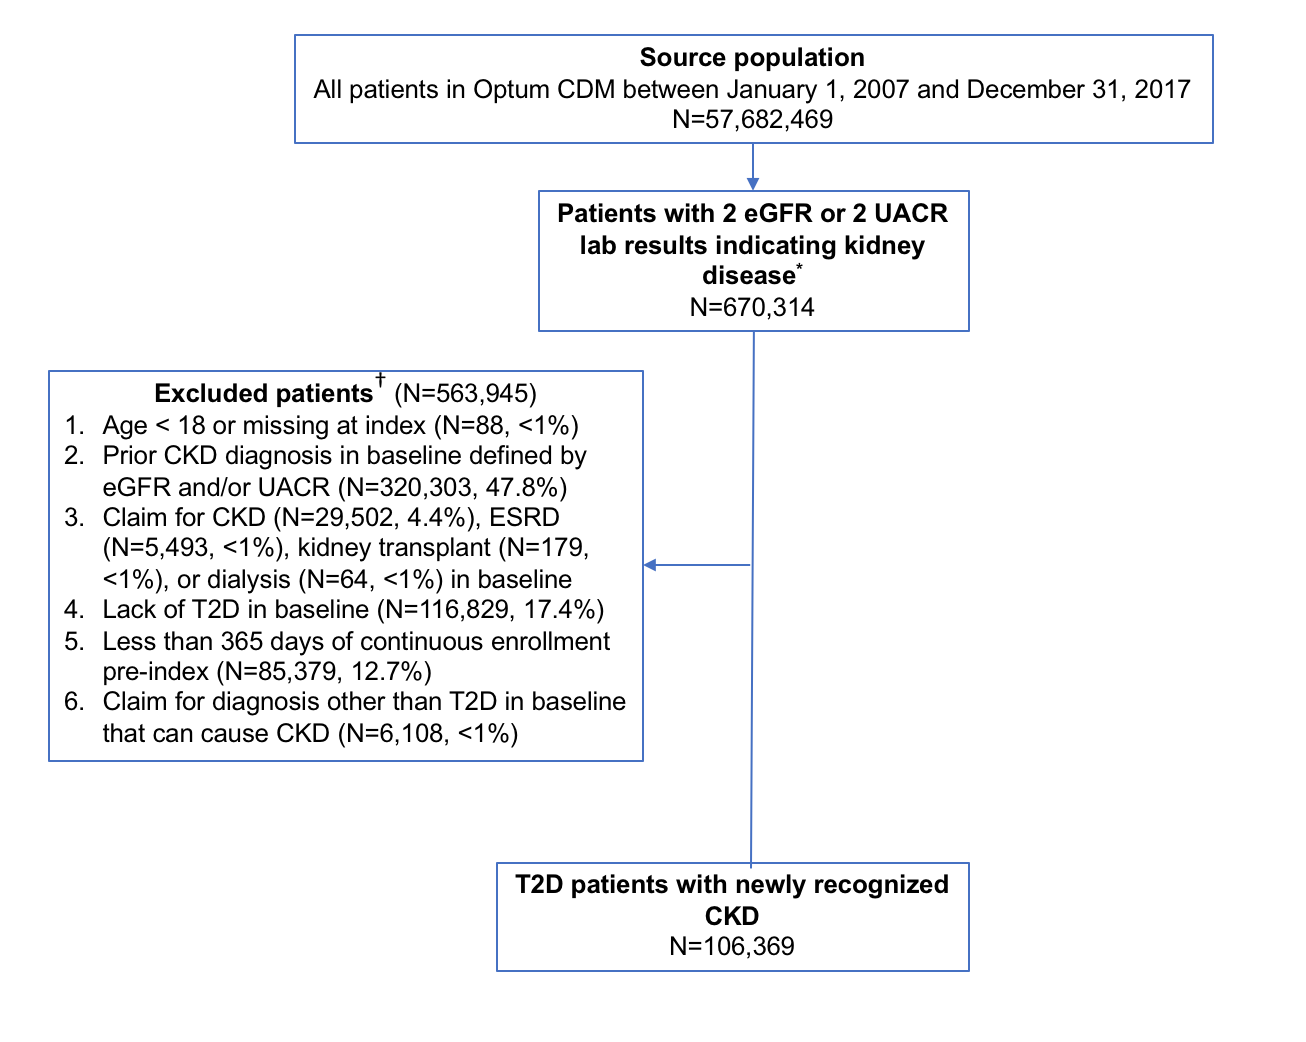 Source population
All patients in Optum CDM between January 1, 2007 and December 31, 2017
N=57,682,469
Patients with 2 eGFR or 2 UACR
lab results indicating kidney
disease*
N=670,314
Excluded patients† (N=563,945)
1. Age < 18 or missing at index (N=88, <1%)
2. Prior CKD diagnosis in baseline defined by
eGFR and/or UACR (N=320,303, 47.8%)
3. Claim for CKD (N=29,502, 4.4%), ESRD
(N=5,493, <1%), kidney transplant (N=179,
<1%), or dialysis (N=64, <1%) in baseline
4. Lack of T2D in baseline (N=116,829, 17.4%)
5. Less than 365 days of continuous enrollment
pre-index (N=85,379, 12.7%)
6. Claim for diagnosis other than T2D in baseline
that can cause CKD (N=6,108, <1%)
T2D patients with newly recognized
CKD
N=106,369